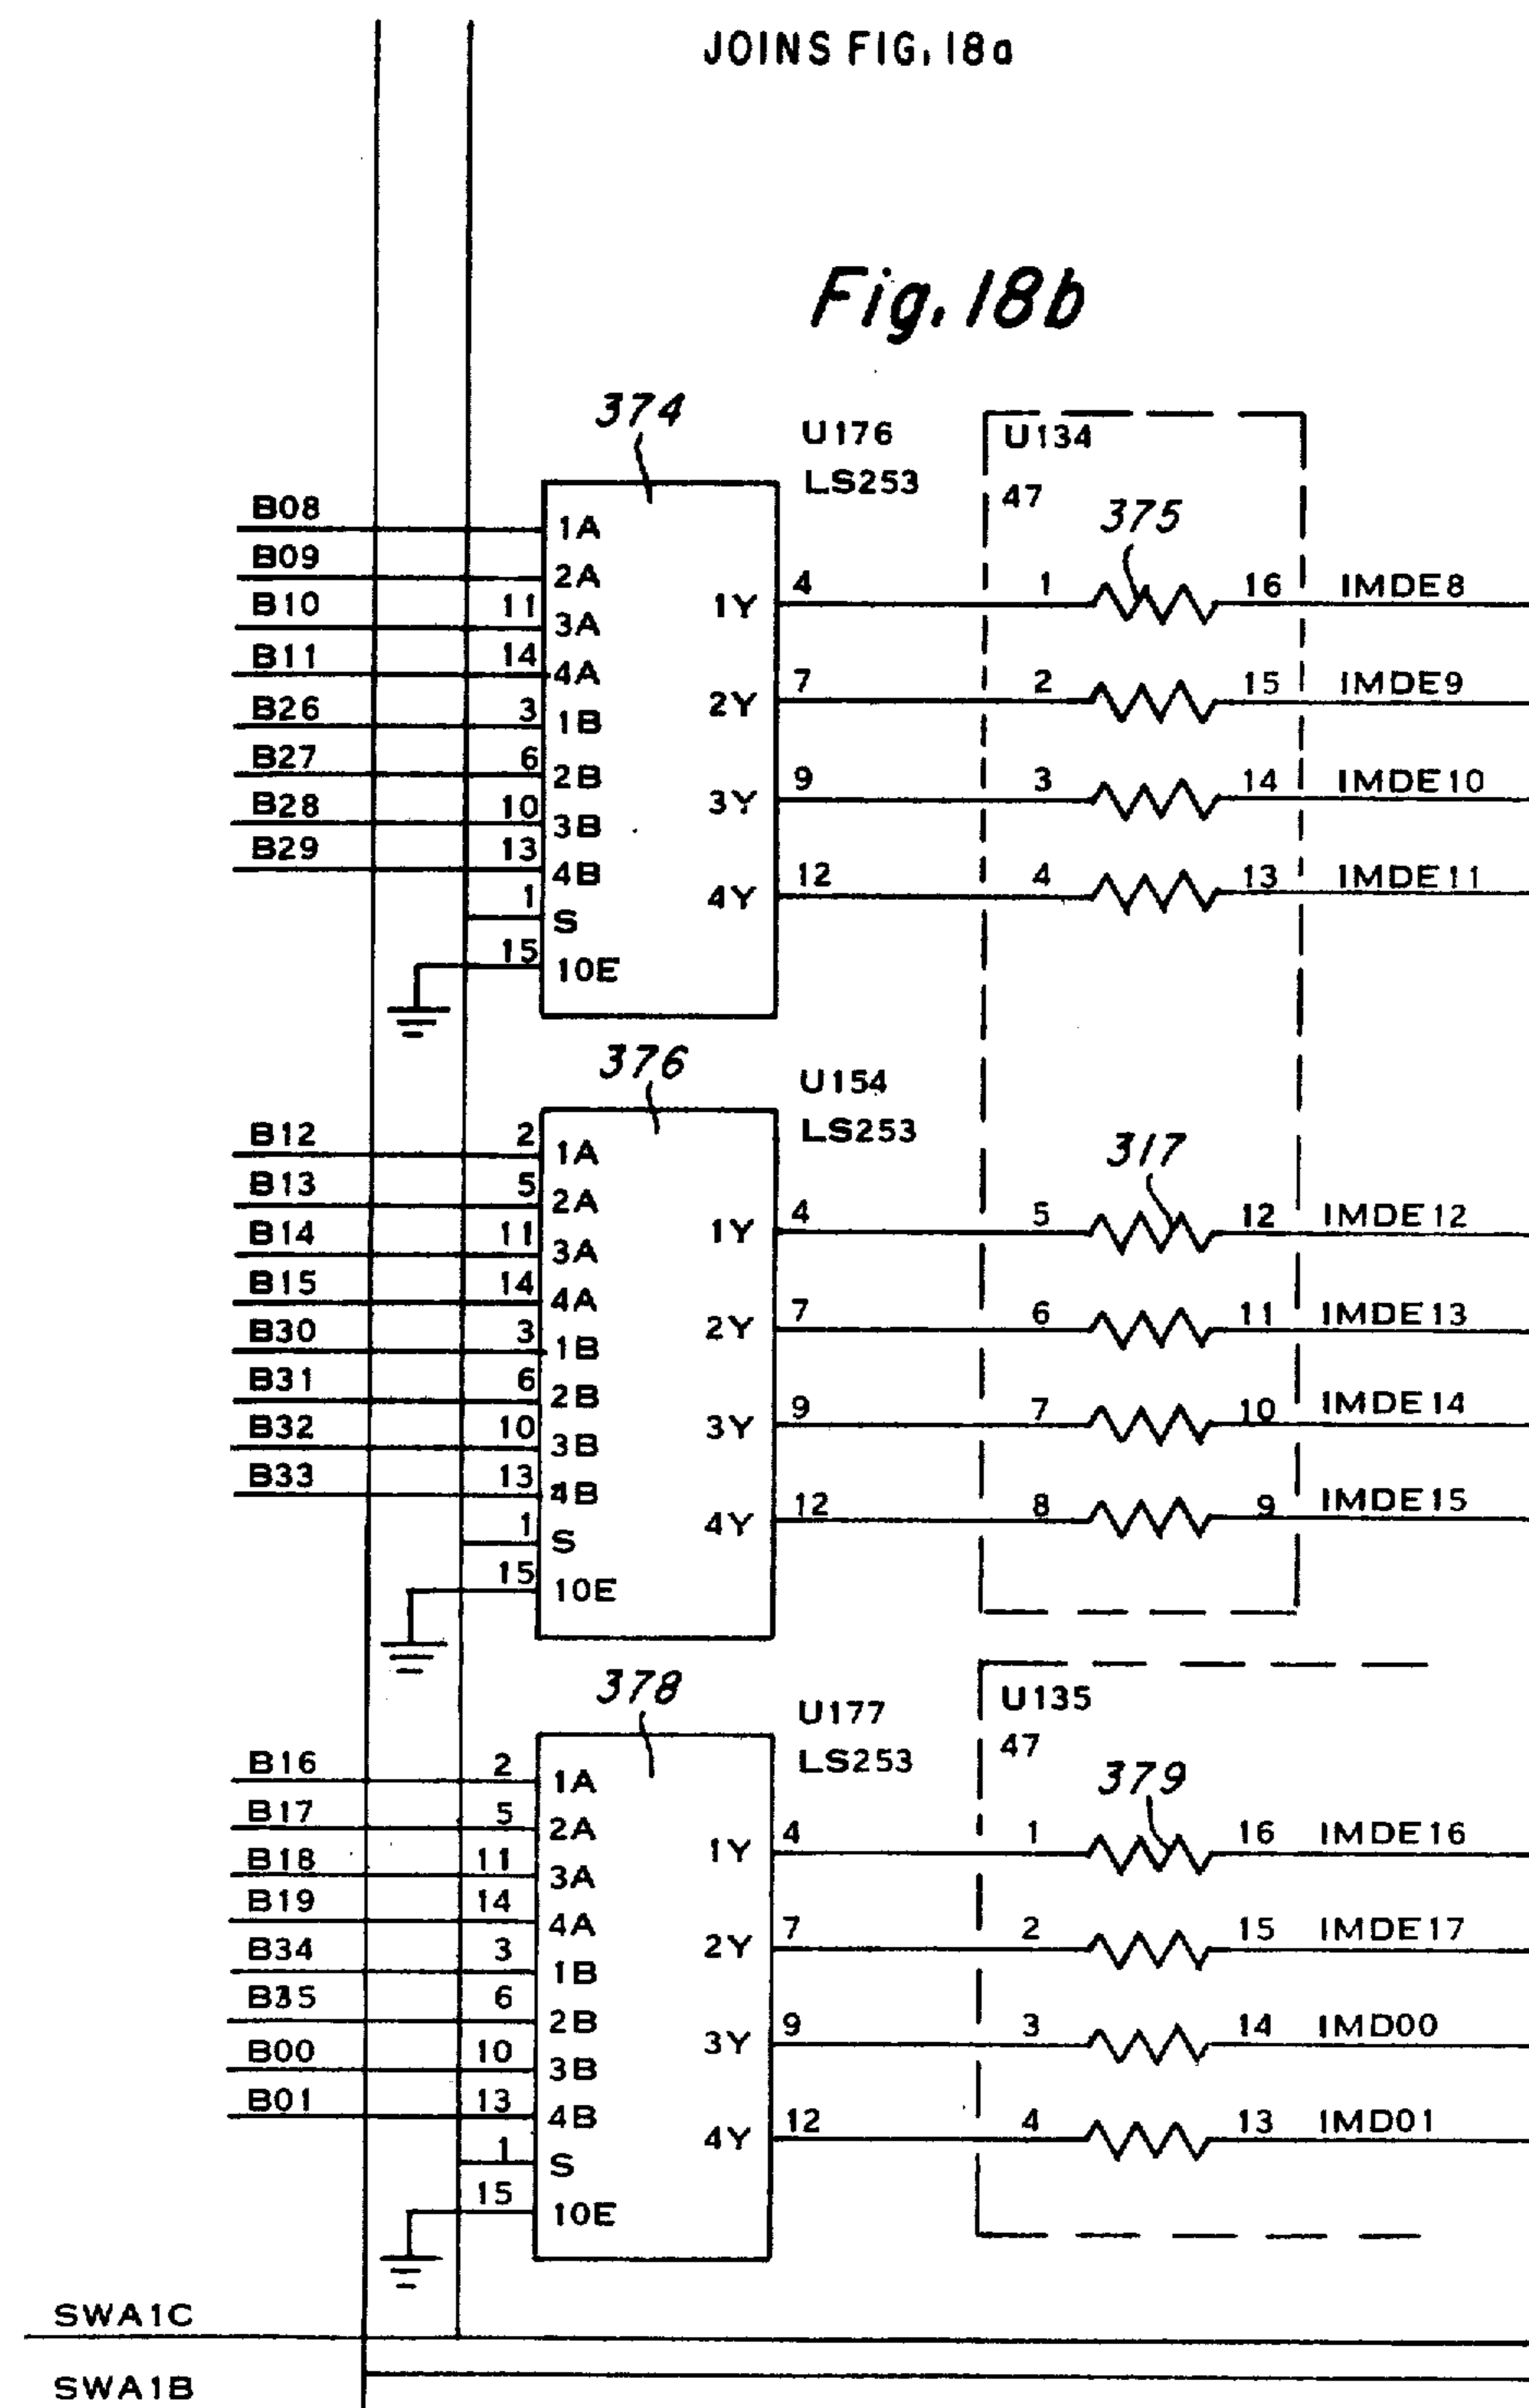 JOINS FIG. 18a
Fig. 18b
374
U176
LS253
U134
47
375
B08 1A
B09 2A
B10 11 3A
B11 14 4A
B26 3 1B
B27 6 2B
B28 10 3B
B29 13 4B
1 S
15 10E
1Y 4 1 16 IMDE8
2Y 7 2 15 IMDE9
3Y 9 3 14 IMDE10
4Y 12 4 13 IMDE11
376
U154
LS253
317
B12 2 1A
B13 5 2A
B14 11 3A
B15 14 4A
B30 3 1B
B31 6 2B
B32 10 3B
B33 13 4B
1 S
15 10E
1Y 4 5 12 IMDE12
2Y 7 6 11 IMDE13
3Y 9 7 10 IMDE14
4Y 12 8 9 IMDE15
378
U177
LS253
U135
47
379
B16 2 1A
B17 5 2A
B18 11 3A
B19 14 4A
B34 3 1B
B35 6 2B
B00 10 3B
B01 13 4B
1 S
15 10E
1Y 4 1 16 IMDE16
2Y 7 2 15 IMDE17
3Y 9 3 14 IMD00
4Y 12 4 13 IMD01
SWA1C
SWA1B